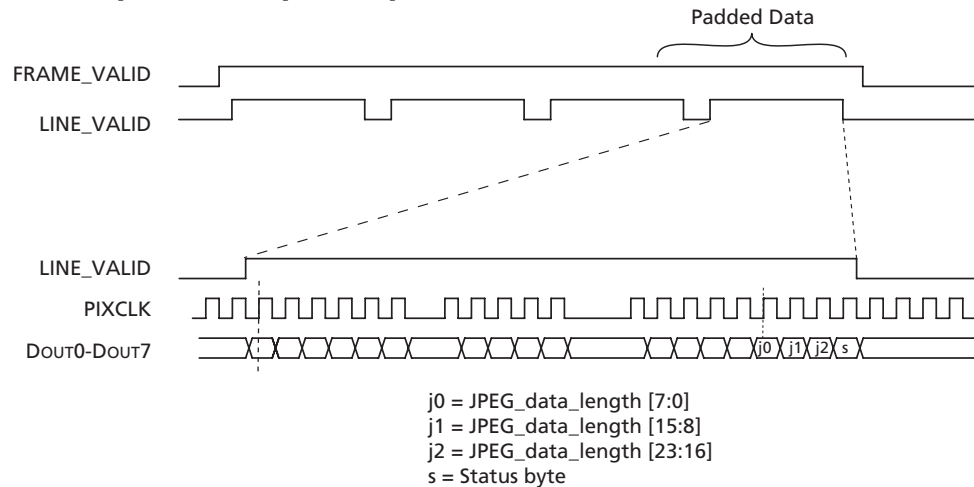 Padded Data
FRAME_VALID
LINE_VALID
LINE_VALID
PIXCLK
DOUT0-DOUT7
j0 j1 j2 s
j0 = JPEG_data_length [7:0]
j1 = JPEG_data_length [15:8]
j2 = JPEG_data_length [23:16]
s = Status byte